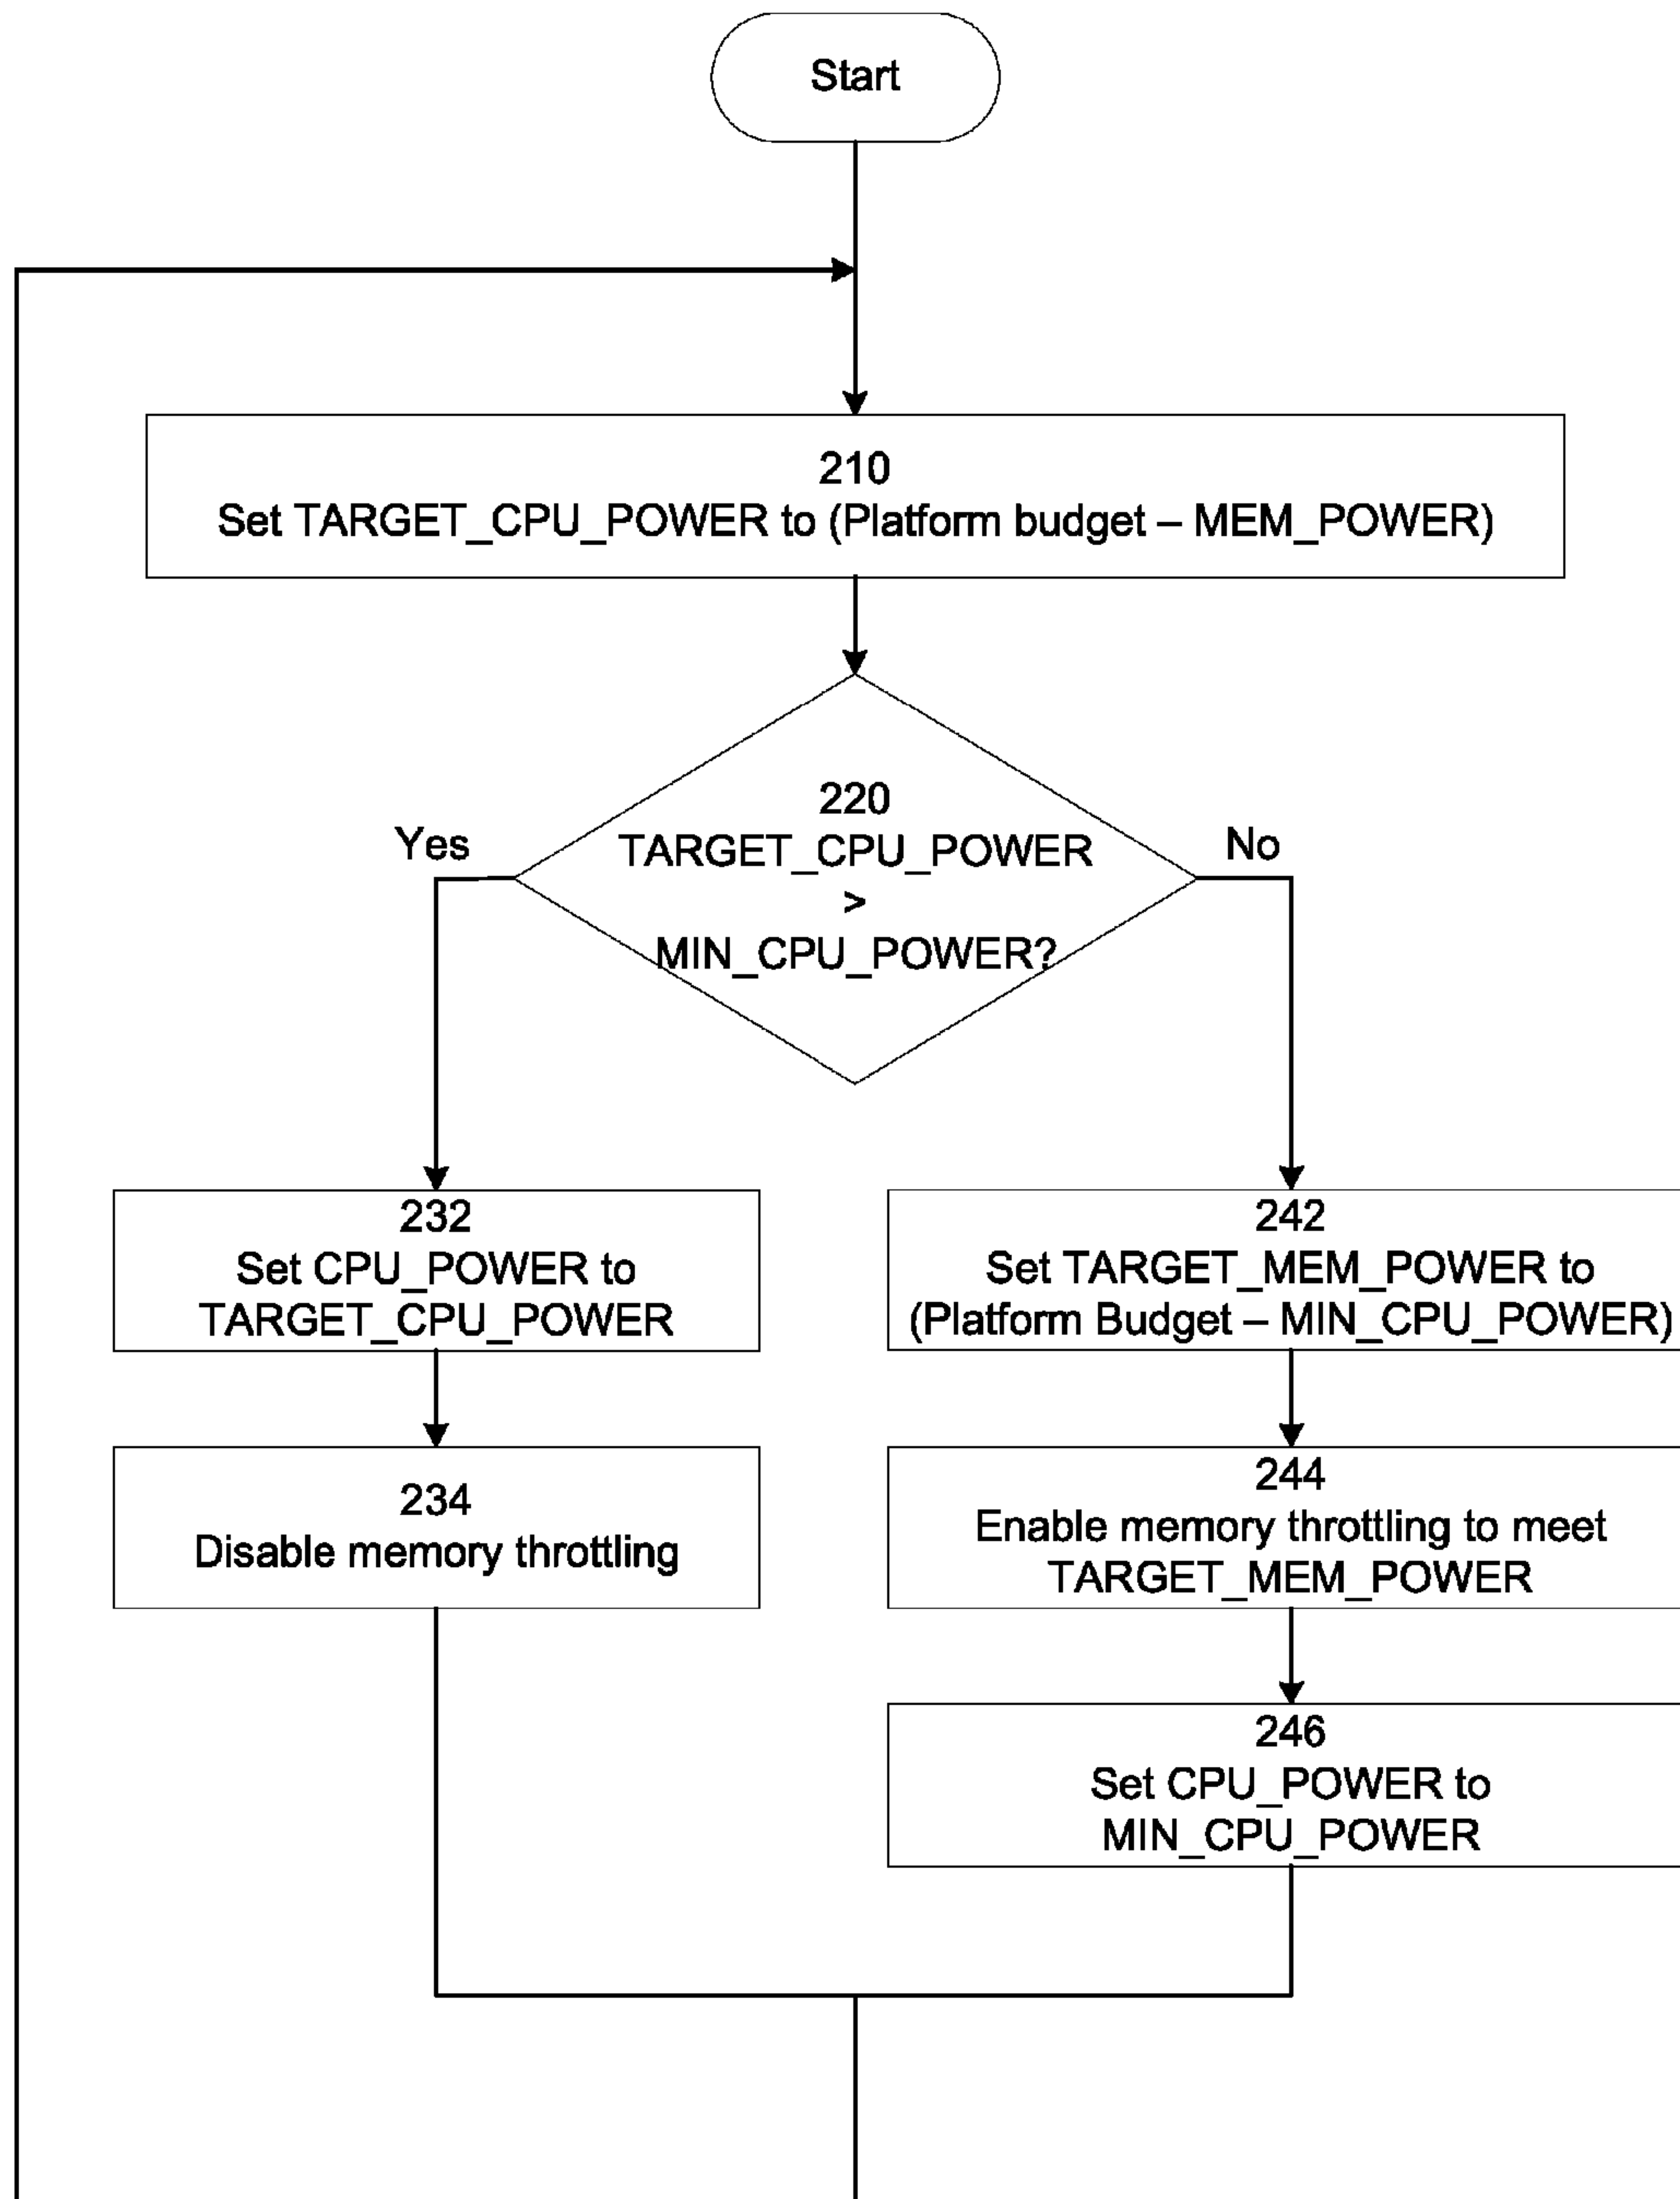 Start
210
Set TARGET_CPU_POWER to (Platform budget – MEM_POWER)
220
TARGET_CPU_POWER
>
MIN_CPU_POWER?
Yes
No
232
Set CPU_POWER to
TARGET_CPU_POWER
242
Set TARGET_MEM_POWER to
(Platform Budget – MIN_CPU_POWER)
234
Disable memory throttling
244
Enable memory throttling to meet
TARGET_MEM_POWER
246
Set CPU_POWER to
MIN_CPU_POWER